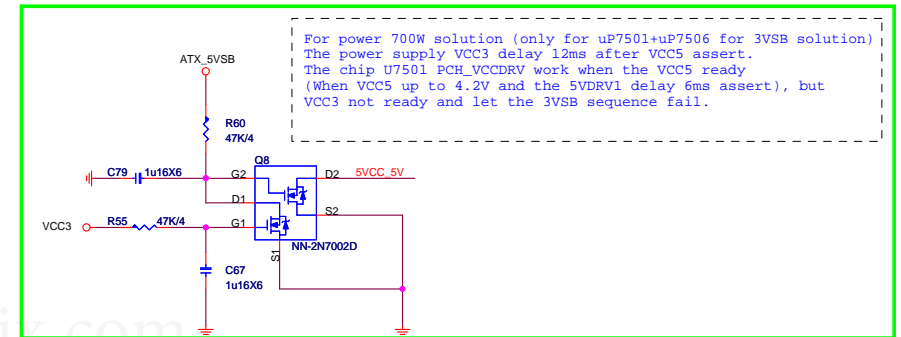 For power 700W solution (only for uP7501+uP7506 for 3VSB solution)
The power supply VCC3 delay 12ms after VCC5 assert.
The chip U7501 PCH_VCCDRV work when the VCC5 ready
(When VCC5 up to 4.2V and the 5VDRV1 delay 6ms assert), but
VCC3 not ready and let the 3VSB sequence fail.
ATX_5VSB
R60
47K/4
Q8
C79 1u16X6
G2
D2
5VCC_5V
D1
S2
VCC3
R55
47K/4
G1
NN-2N7002D
S1
C67
1u16X6
ix.com